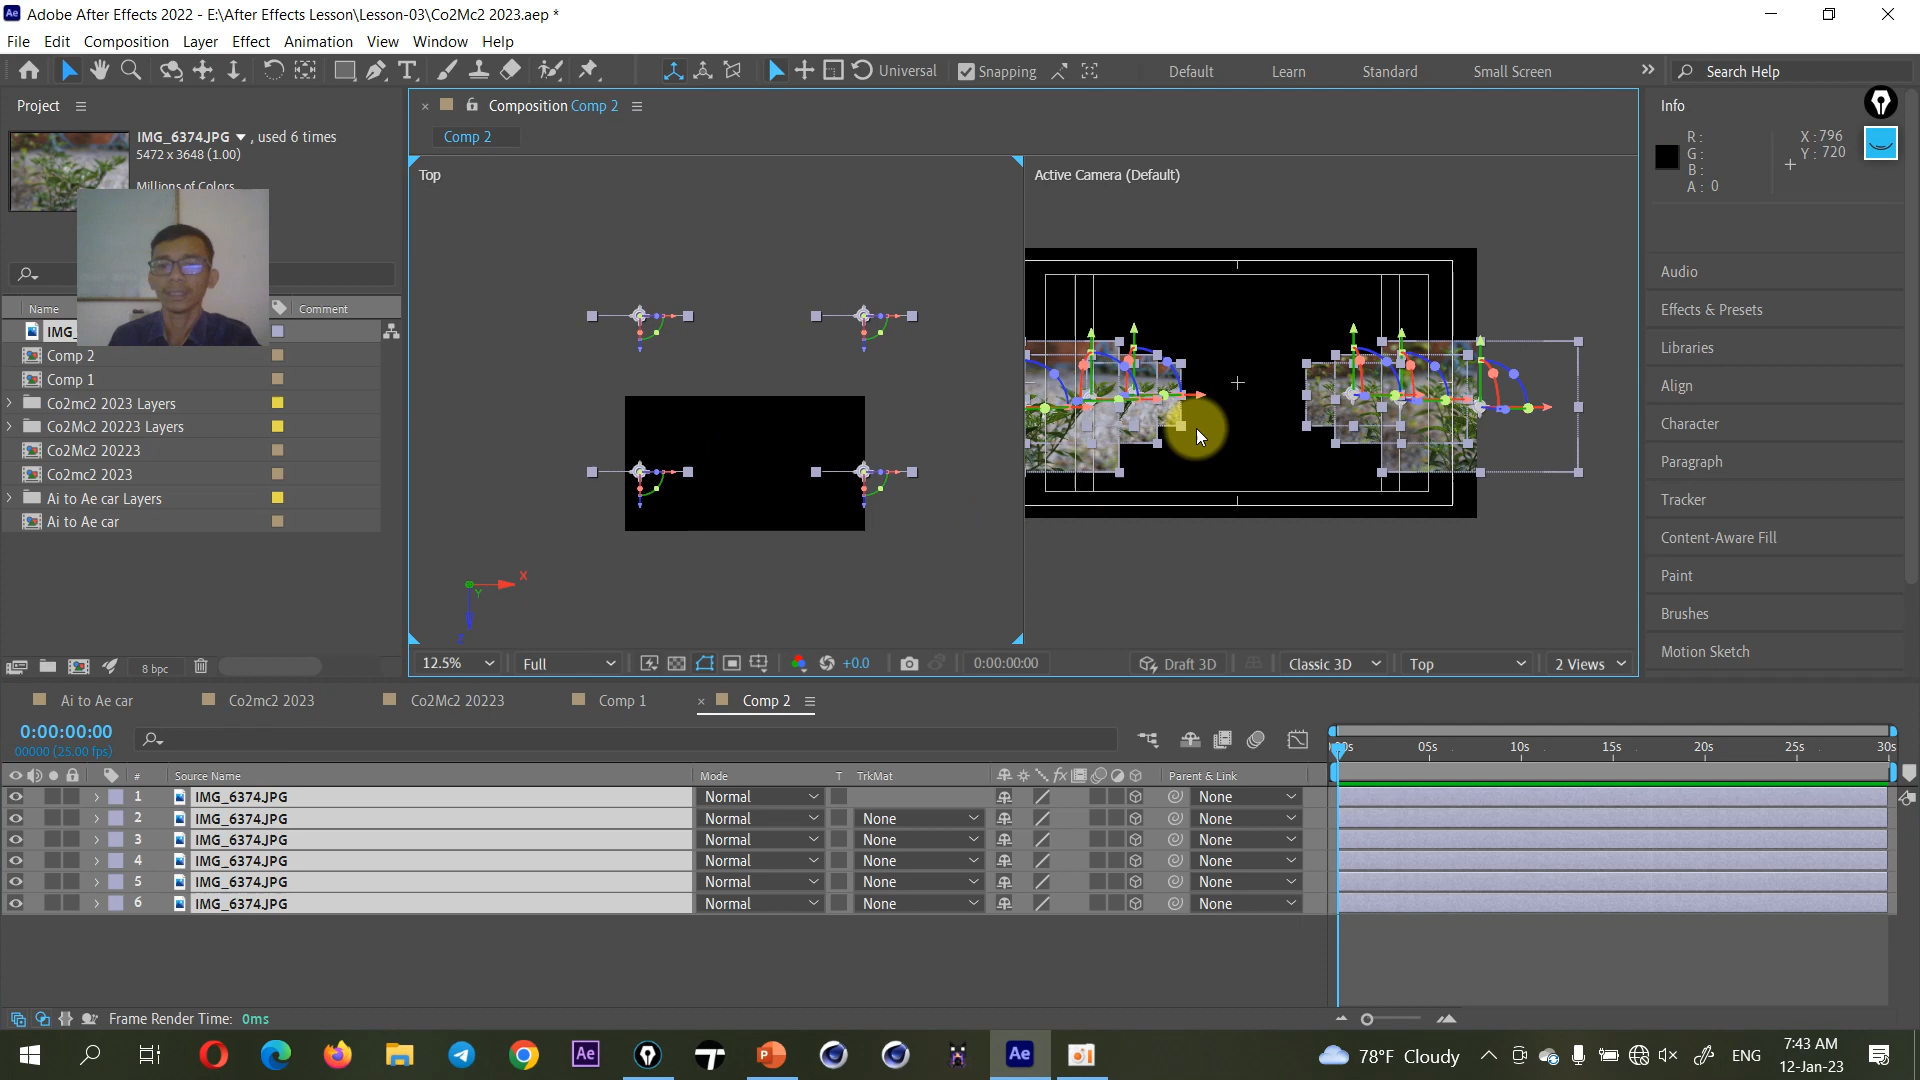 Adobe After Effects 2022 - E:\After Effects Lesson\Lesson-03\Co2Mc2 2023.aep *
File Edit Composition Layer Effect Animation View Window Help
Universal Snapping Default Learn Standard Small Screen Search Help
Project
IMG_6374.JPG , used 6 times
5472 x 3648 (1.00)
Millions of Colors
Name Comment
IMG_
Comp 2
Comp 1
Co2mc2 2023 Layers
Co2Mc2 20223 Layers
Co2Mc2 20223
Co2mc2 2023
Ai to Ae car Layers
Ai to Ae car
8 bpc
Composition Comp 2
Comp 2
Top
Active Camera (Default)
X
Y
Z
12.5% Full +0.0 0:00:00:00 Draft 3D Classic 3D Top 2 Views
Info
R :
G :
B :
A : 0
X : 796
Y : 720
Audio
Effects & Presets
Libraries
Align
Character
Paragraph
Tracker
Content-Aware Fill
Paint
Brushes
Motion Sketch
Ai to Ae car Co2mc2 2023 Co2Mc2 20223 Comp 1 Comp 2
0:00:00:00
00000 (25.00 fps)
05s 10s 15s 20s 25s 30s
# Source Name Mode T TrkMat fx Parent & Link
1 IMG_6374.JPG Normal None
2 IMG_6374.JPG Normal None None
3 IMG_6374.JPG Normal None None
4 IMG_6374.JPG Normal None None
5 IMG_6374.JPG Normal None None
6 IMG_6374.JPG Normal None None
Frame Render Time: 0ms
Ae Ae 78°F Cloudy ENG
7:43 AM
12-Jan-23